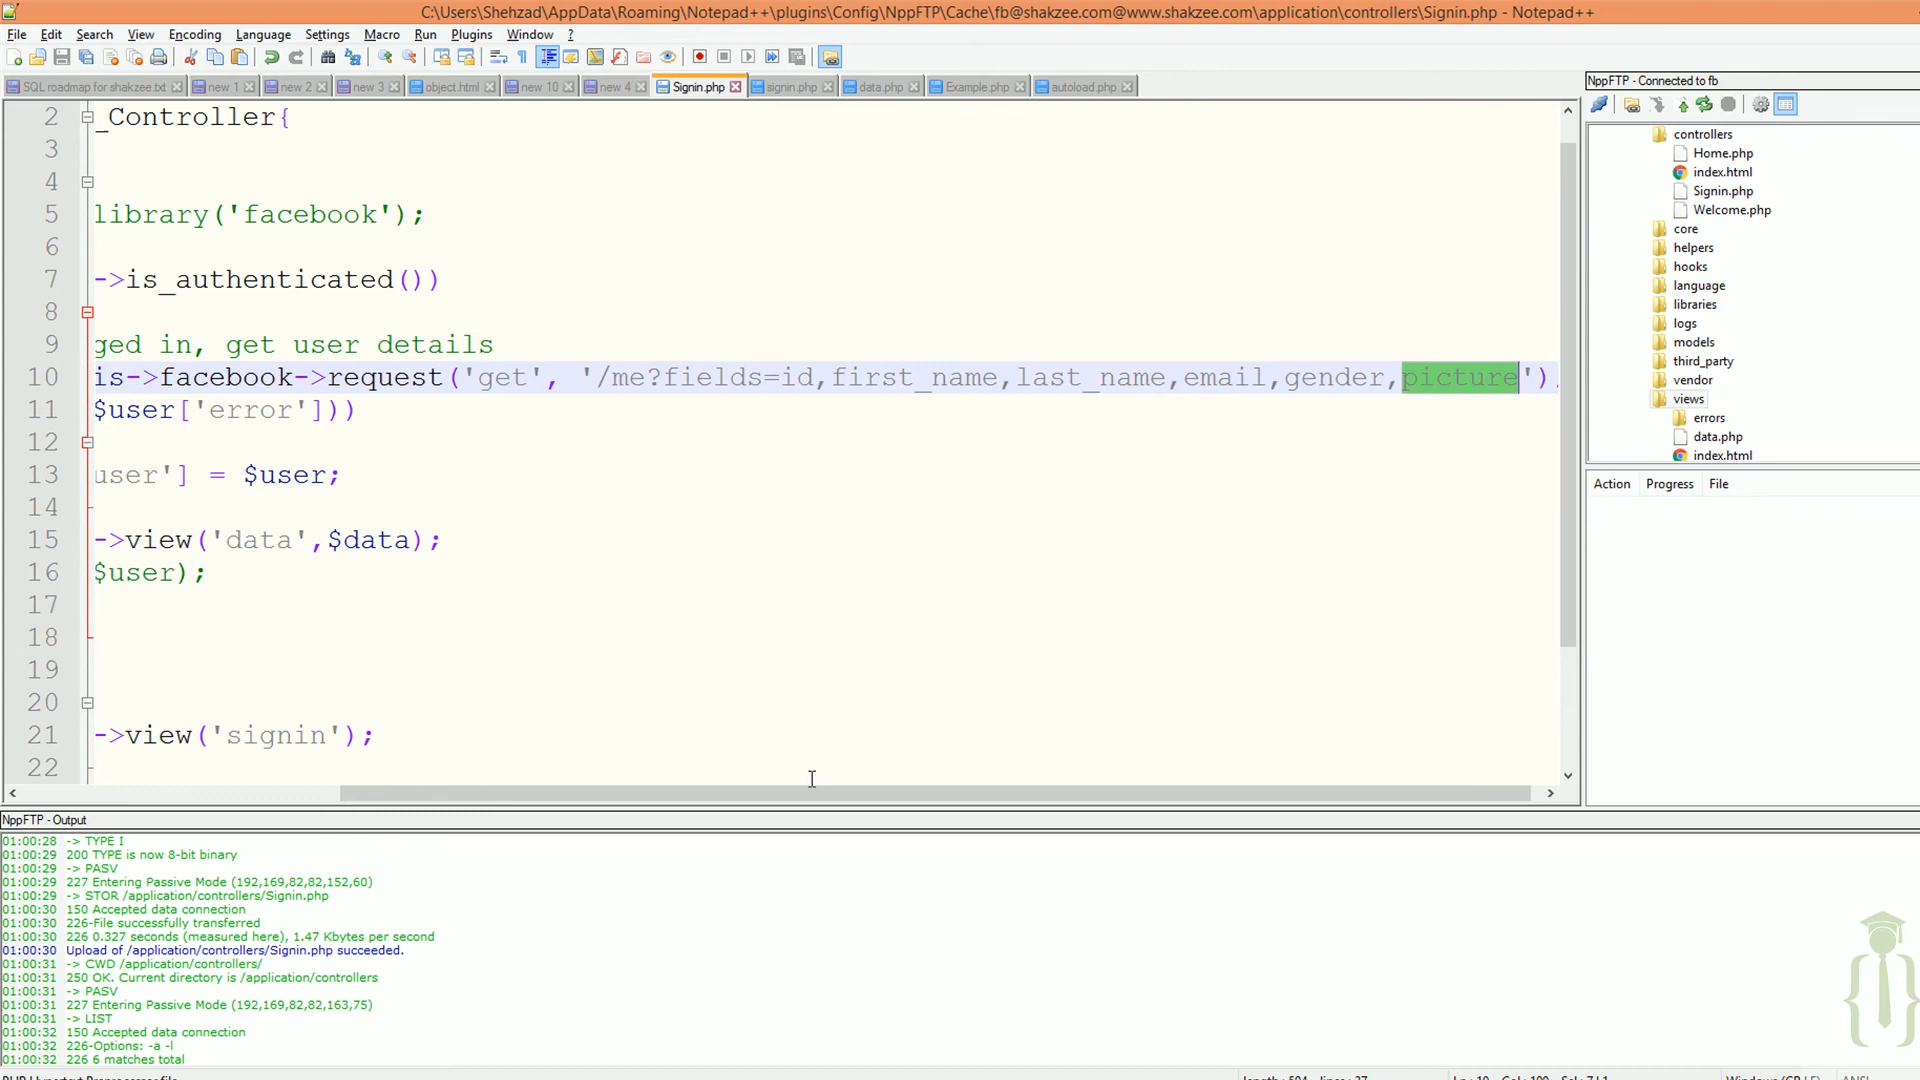 C:\Users\Shehzad\AppData\Roaming\Notepad++\plugins\Config\NppFTP\Cache\fb@shakzee.com@www.shakzee.com\application\controllers\Signin.php - Notepad++
File Edit Search View Encoding Language Settings Macro Run Plugins Window ?
SQL roadmap for shakzee.txt new 1 new 2 new 3 object.html new 10 new 4 Signin.php signin.php data.php Example.php autoload.php
NppFTP - Connected to fb
2 _Controller{
3
4
5 library('facebook');
6
7 ->is_authenticated())
8
9 ged in, get user details
10 is->facebook->request('get', '/me?fields=id,first_name,last_name,email,gender,picture')
11 $user['error']))
12
13 user'] = $user;
14
15 ->view('data',$data);
16 $user);
17
18
19
20
21 ->view('signin');
22
controllers
Home.php
index.html
Signin.php
Welcome.php
core
helpers
hooks
language
libraries
logs
models
third_party
vendor
views
errors
data.php
index.html
Action Progress File
NppFTP - Output
01:00:28 -> TYPE I
01:00:29 200 TYPE is now 8-bit binary
01:00:29 -> PASV
01:00:29 227 Entering Passive Mode (192,169,82,82,152,60)
01:00:29 -> STOR /application/controllers/Signin.php
01:00:30 150 Accepted data connection
01:00:30 226-File successfully transferred
01:00:30 226 0.327 seconds (measured here), 1.47 Kbytes per second
01:00:30 Upload of /application/controllers/Signin.php succeeded.
01:00:31 -> CWD /application/controllers/
01:00:31 250 OK. Current directory is /application/controllers
01:00:31 -> PASV
01:00:31 227 Entering Passive Mode (192,169,82,82,163,75)
01:00:31 -> LIST
01:00:32 150 Accepted data connection
01:00:32 226-Options: -a -l
01:00:32 226 6 matches total